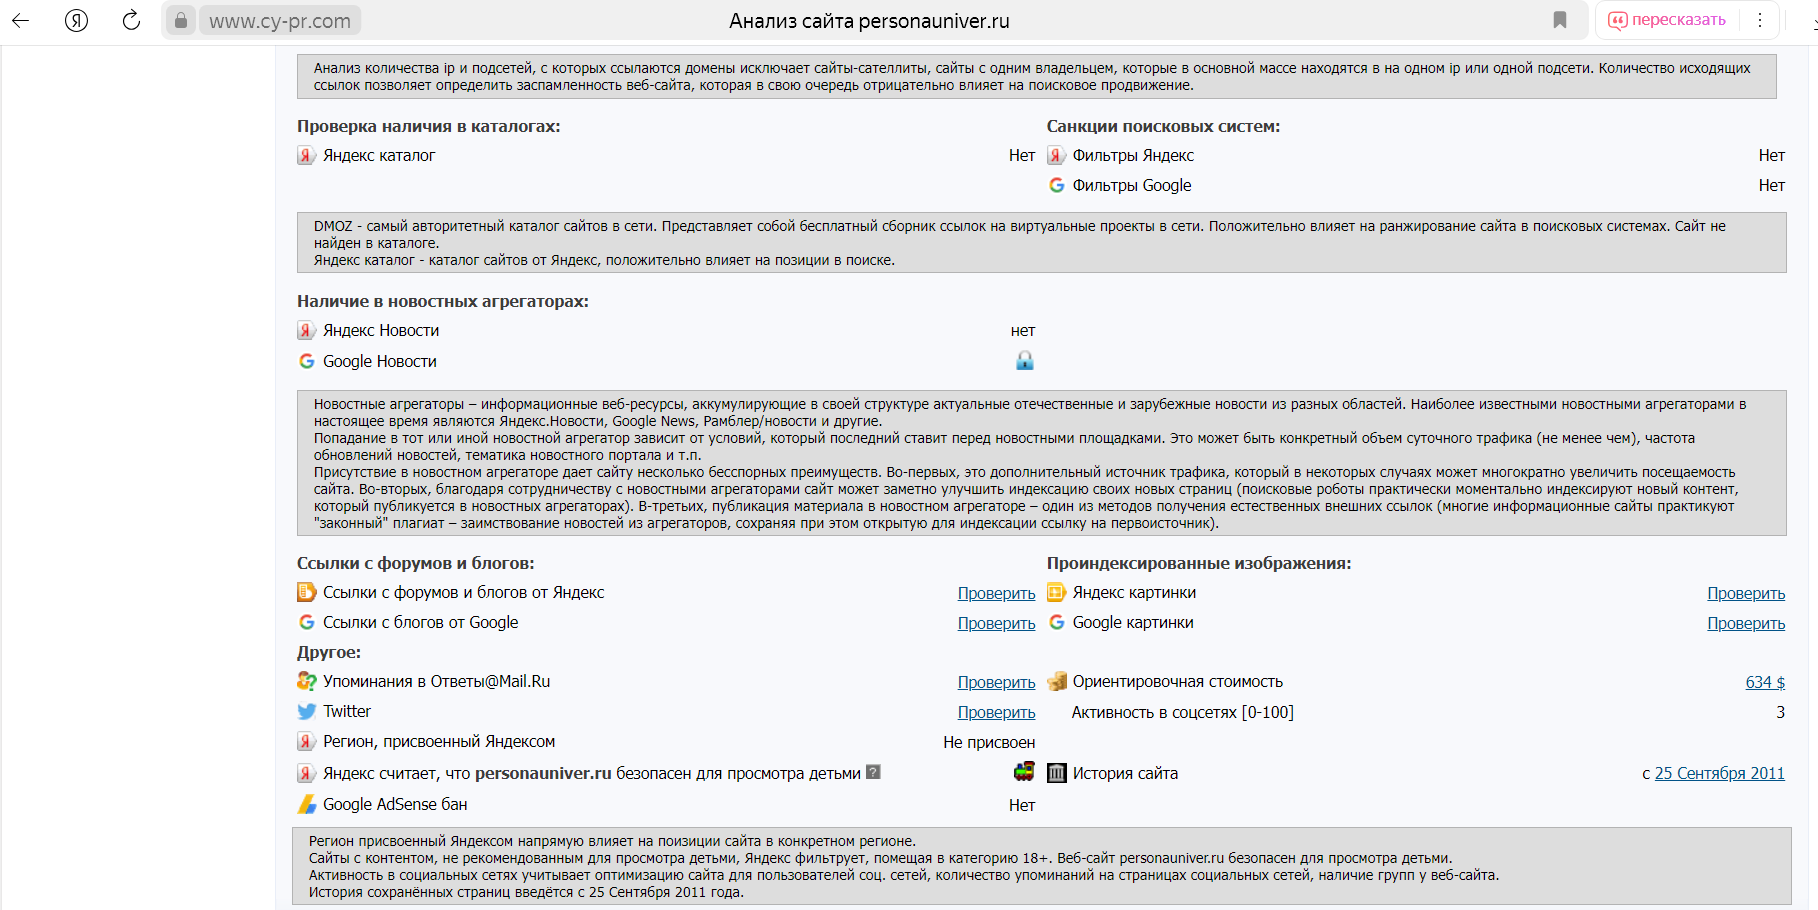 www.cy-pr.com
Анализ сайта personauniver.ru
пересказать
Анализ количества ip и подсетей, с которых ссылаются домены исключает сайты-сателлиты, сайты с одним владельцем, которые в основной массе находятся в на одном ip или одной подсети. Количество исходящих
ссылок позволяет определить заспамленность веб-сайта, которая в свою очередь отрицательно влияет на поисковое продвижение.
Проверка наличия в каталогах:
Яндекс каталог Нет
Санкции поисковых систем:
Фильтры Яндекс Нет
Фильтры Google Нет
DMOZ - самый авторитетный каталог сайтов в сети. Представляет собой бесплатный сборник ссылок на виртуальные проекты в сети. Положительно влияет на ранжирование сайта в поисковых системах. Сайт не
найден в каталоге.
Яндекс каталог - каталог сайтов от Яндекс, положительно влияет на позиции в поиске.
Наличие в новостных агрегаторах:
Яндекс Новости нет
Google Новости
Новостные агрегаторы – информационные веб-ресурсы, аккумулирующие в своей структуре актуальные отечественные и зарубежные новости из разных областей. Наиболее известными новостными агрегаторами в
настоящее время являются Яндекс.Новости, Google News, Рамблер/новости и другие.
Попадание в тот или иной новостной агрегатор зависит от условий, который последний ставит перед новостными площадками. Это может быть конкретный объем суточного трафика (не менее чем), частота
обновлений новостей, тематика новостного портала и т.п.
Присутствие в новостном агрегаторе дает сайту несколько бесспорных преимуществ. Во-первых, это дополнительный источник трафика, который в некоторых случаях может многократно увеличить посещаемость
сайта. Во-вторых, благодаря сотрудничеству с новостными агрегаторами сайт может заметно улучшить индексацию своих новых страниц (поисковые роботы практически моментально индексируют новый контент,
который публикуется в новостных агрегаторах). В-третьих, публикация материала в новостном агрегаторе – один из методов получения естественных внешних ссылок (многие информационные сайты практикуют
"законный" плагиат – заимствование новостей из агрегаторов, сохраняя при этом открытую для индексации ссылку на первоисточник).
Ссылки с форумов и блогов:
Ссылки с форумов и блогов от Яндекс Проверить
Ссылки с блогов от Google Проверить
Проиндексированные изображения:
Яндекс картинки Проверить
Google картинки Проверить
Другое:
Упоминания в Ответы@Mail.Ru Проверить
Ориентировочная стоимость 634 $
Twitter Проверить
Активность в соцсетях [0-100] 3
Регион, присвоенный Яндексом Не присвоен
Яндекс считает, что personauniver.ru безопасен для просмотра детьми ?
История сайта с 25 Сентября 2011
Google AdSense бан Нет
Регион присвоенный Яндексом напрямую влияет на поизиции сайта в конкретном регионе.
Сайты с контентом, не рекомендованным для просмотра детьми, Яндекс фильтрует, помещая в категорию 18+. Веб-сайт personauniver.ru безопасен для просмотра детьми.
Активность в социальных сетях учитывает оптимизацию сайта для пользователей соц. сетей, количество упоминаний на страницах социальных сетей, наличие групп у веб-сайта.
История сохранённых страниц введётся с 25 Сентября 2011 года.